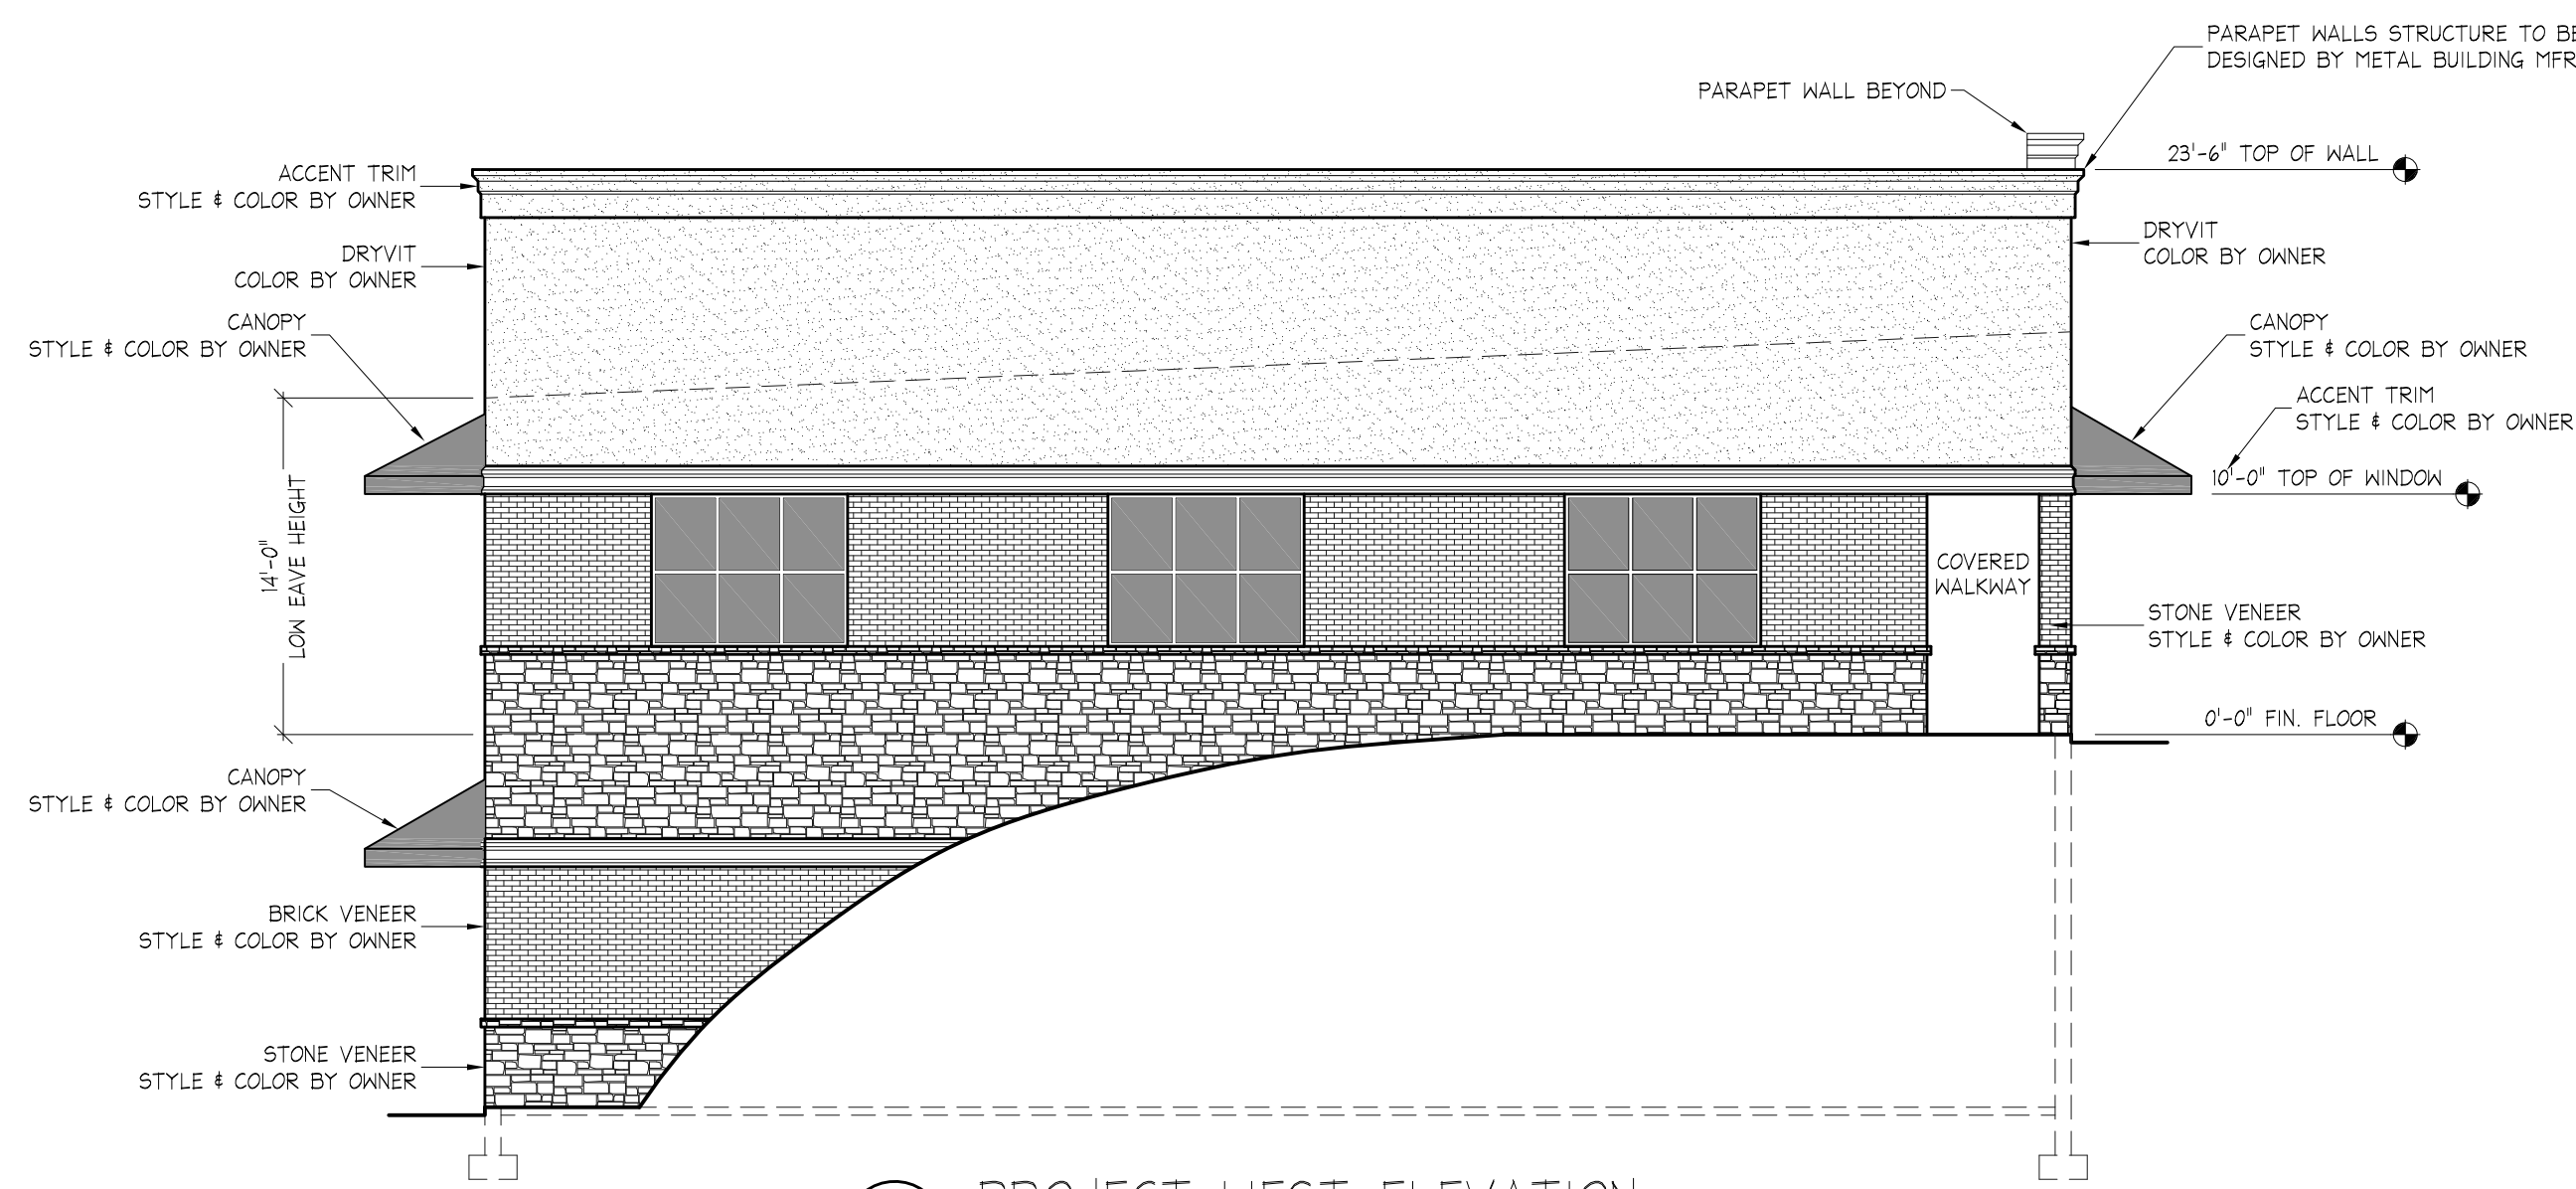 PARAPET WALLS STRUCTURE TO BE
DESIGNED BY METAL BUILDING MFR
PARAPET WALL BEYOND
23'-6" TOP OF WALL
ACCENT TRIM
STYLE & COLOR BY OWNER
DRYVIT
COLOR BY OWNER
DRYVIT
COLOR BY OWNER
CANOPY
STYLE & COLOR BY OWNER
CANOPY
STYLE & COLOR BY OWNER
ACCENT TRIM
STYLE & COLOR BY OWNER
10'-0" TOP OF WINDOW
14'-0"
LOW EAVE HEIGHT
COVERED
WALKWAY
STONE VENEER
STYLE & COLOR BY OWNER
0'-0" FIN. FLOOR
CANOPY
STYLE & COLOR BY OWNER
BRICK VENEER
STYLE & COLOR BY OWNER
STONE VENEER
STYLE & COLOR BY OWNER
PROJECT WEST ELEVATION